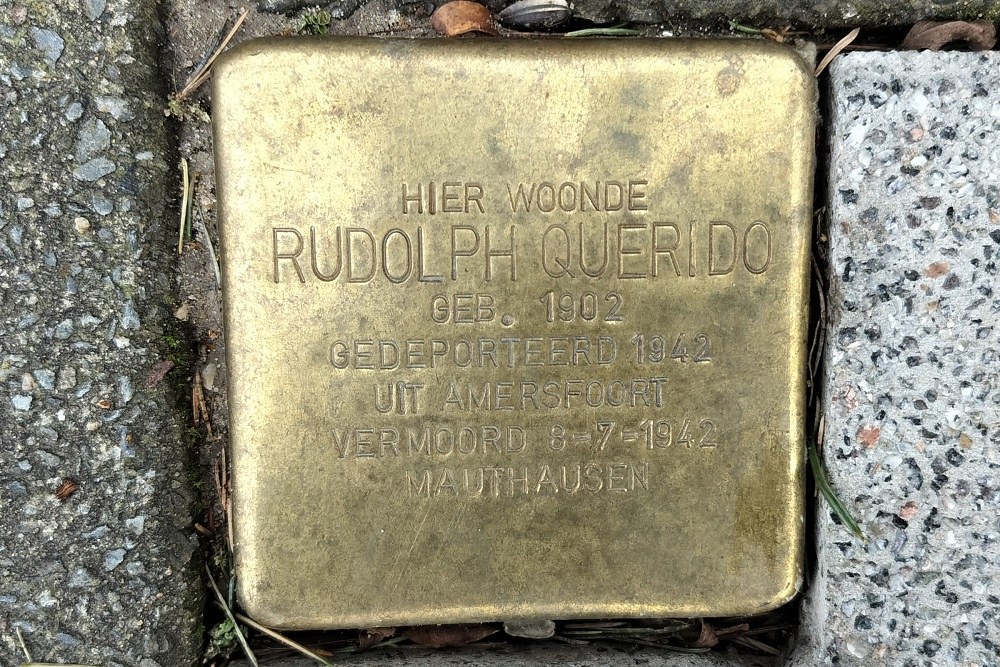 HIER WOONDE
RUDOLPH QUERIDO
GEB. 1902
GEDEPORTEERD 1942
UIT AMERSFOORT
VERMOORD 8-7-1942
MAUTHAUSEN